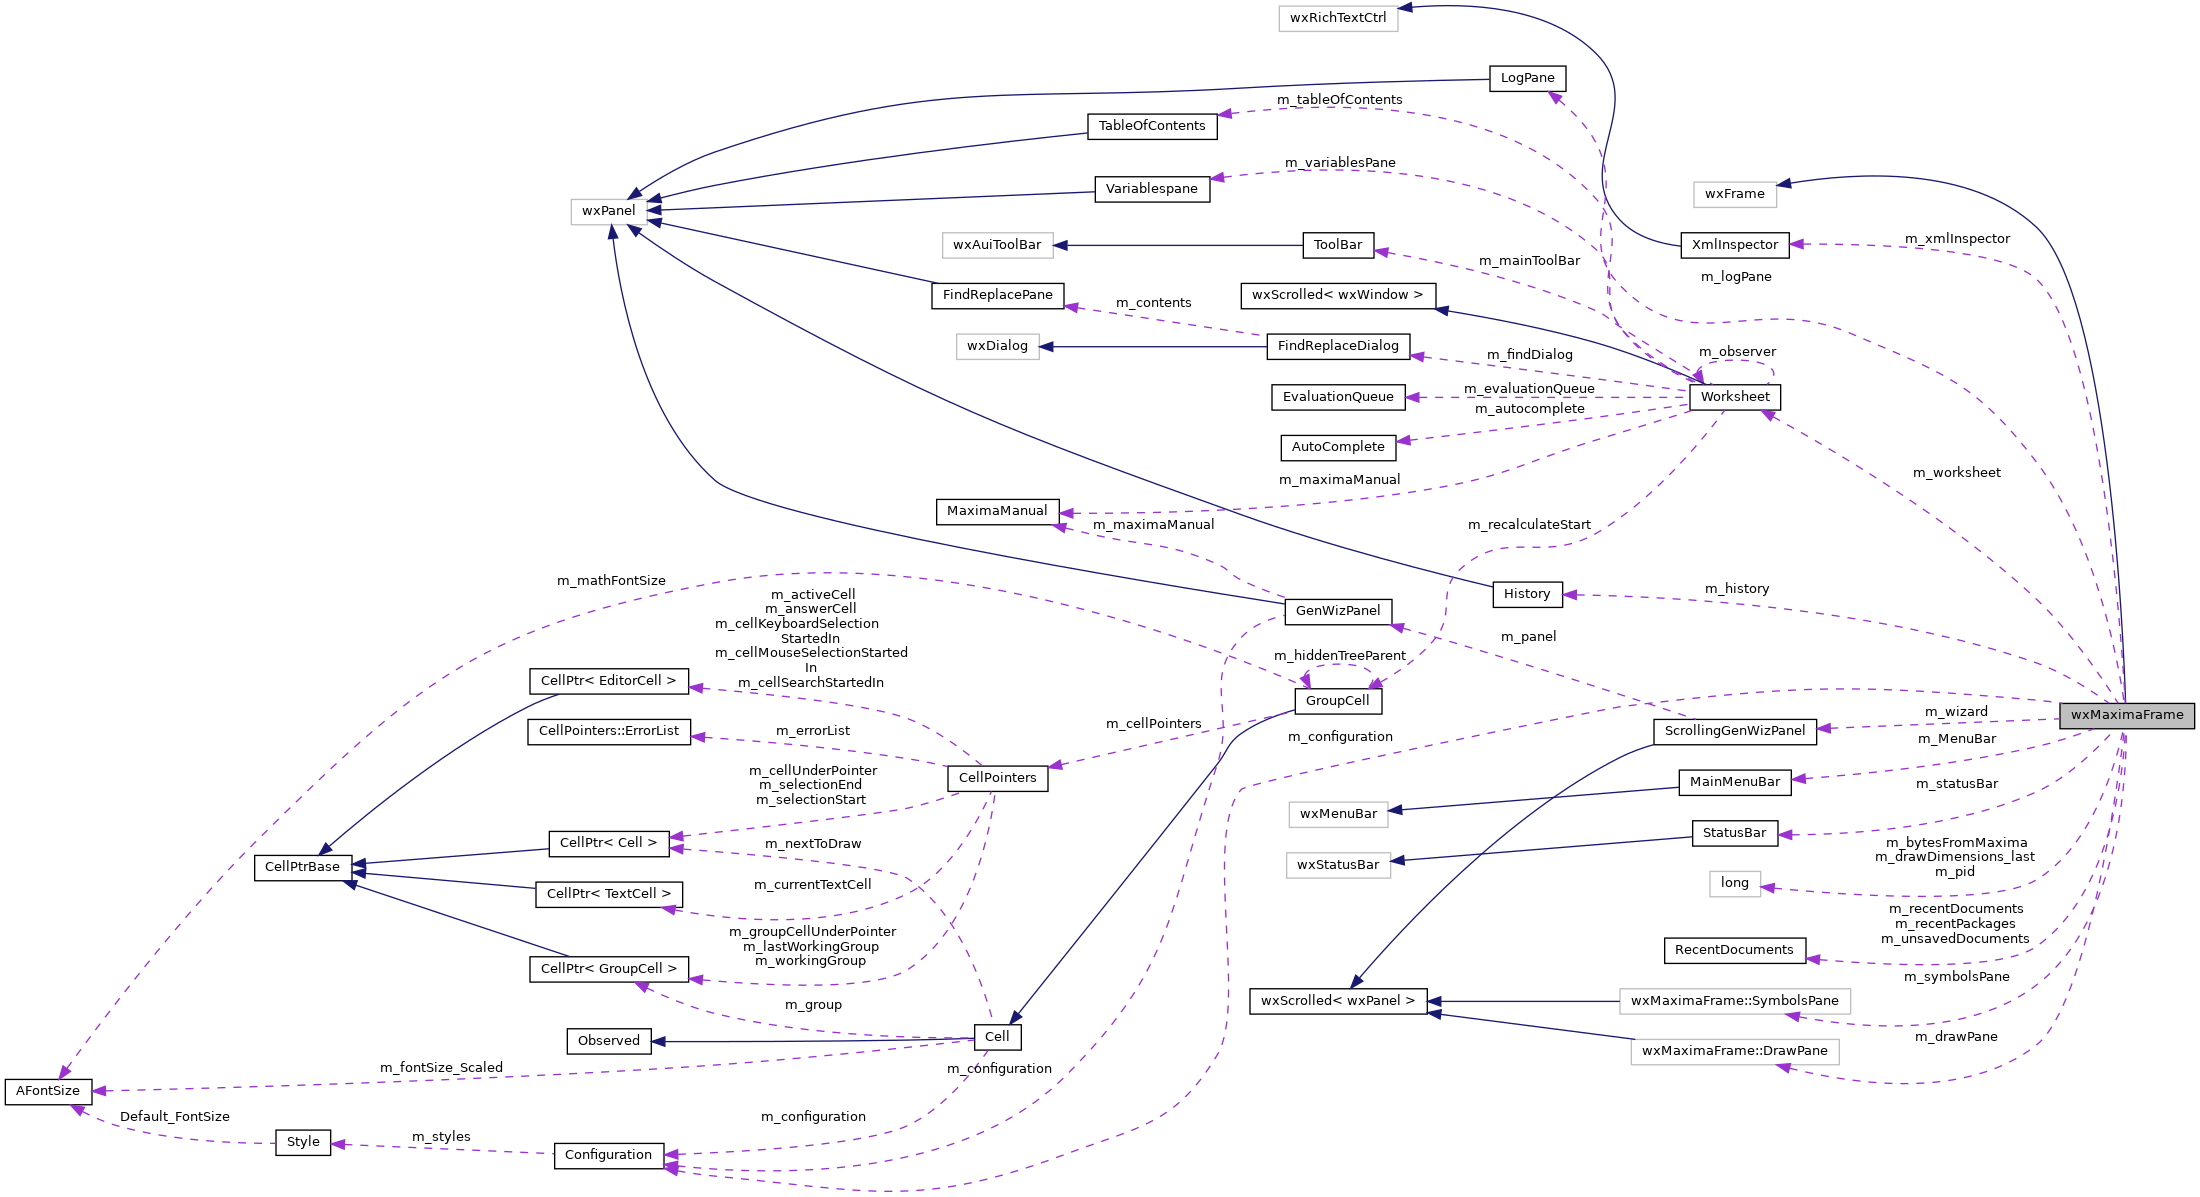 wxRichTextCtrl
LogPane
m_tableOfContents
TableOfContents
m_variablesPane
Variablespane
wxFrame
wxPanel
m_xmlInspector
wxAuiToolBar
ToolBar
XmlInspector
m_mainToolBar
m_logPane
FindReplacePane
m_contents
wxScrolled< wxWindow >
wxDialog
FindReplaceDialog
m_findDialog
m_observer
m_evaluationQueue
EvaluationQueue
Worksheet
m_autocomplete
AutoComplete
m_worksheet
m_maximaManual
MaximaManual
m_maximaManual
m_recalculateStart
m_mathFontSize
m_activeCell
m_answerCell
m_cellKeyboardSelection
StartedIn
m_cellMouseSelectionStarted
In
m_cellSearchStartedIn
History
m_history
GenWizPanel
m_panel
m_hiddenTreeParent
CellPtr< EditorCell >
GroupCell
wxMaximaFrame
m_wizard
m_cellPointers
CellPointers::ErrorList
m_errorList
m_configuration
ScrollingGenWizPanel
m_MenuBar
m_cellUnderPointer
m_selectionEnd
m_selectionStart
CellPointers
MainMenuBar
m_statusBar
wxMenuBar
StatusBar
CellPtr< Cell >
m_nextToDraw
m_bytesFromMaxima
m_drawDimensions_last
m_pid
CellPtrBase
wxStatusBar
long
m_currentTextCell
CellPtr< TextCell >
m_recentDocuments
m_recentPackages
m_unsavedDocuments
m_groupCellUnderPointer
m_lastWorkingGroup
m_workingGroup
RecentDocuments
CellPtr< GroupCell >
m_symbolsPane
m_group
wxScrolled< wxPanel >
wxMaximaFrame::SymbolsPane
Observed
Cell
m_drawPane
wxMaximaFrame::DrawPane
m_fontSize_Scaled
m_configuration
AFontSize
Default_FontSize
m_configuration
Style
m_styles
Configuration